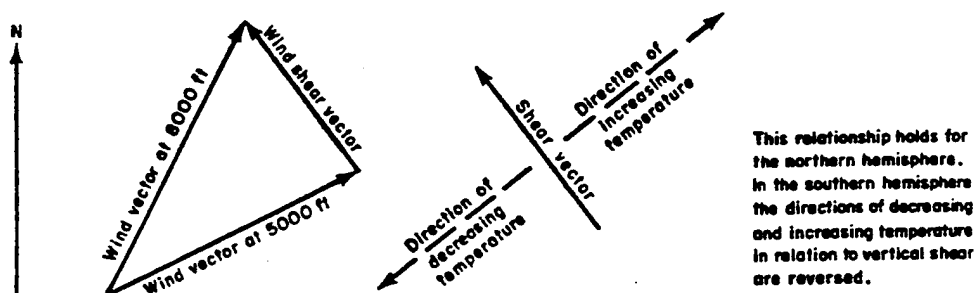 N
Wind vector at 8000 ft
Wind shear vector
Wind vector at 5000 ft
Shear vector
Direction of
increasing
temperature
Direction of
decreasing
temperature
This relationship holds for
the northern hemisphere.
In the southern hemisphere
the directions of decreasing
and increasing temperature
in relation to vertical shear
are reversed.